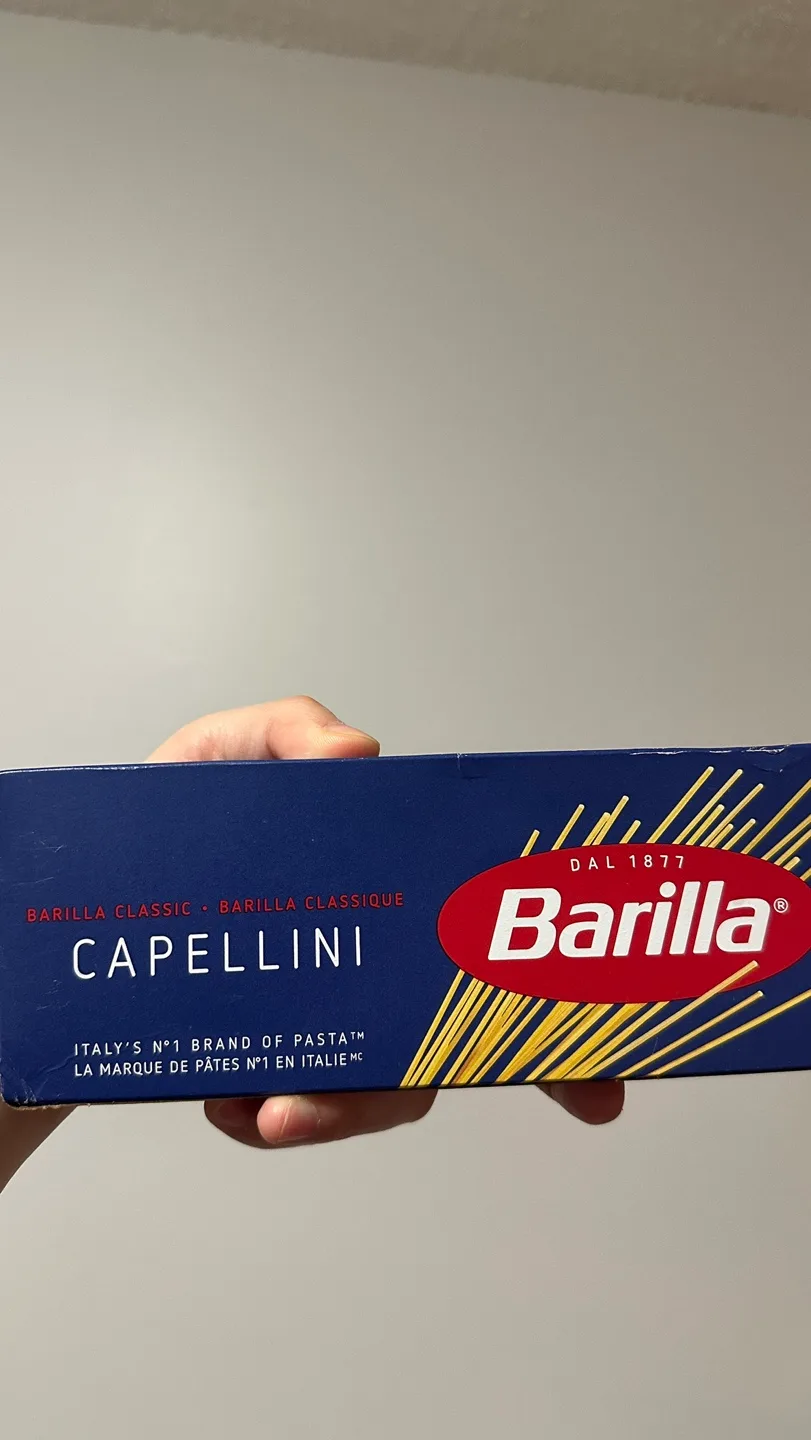 BARILLA CLASSIC • BARILLA CLASSIQUE
CAPELLINI
ITALY'S N°1 BRAND OF PASTA™
LA MARQUE DE PÂTES N°1 EN ITALIE MC
DAL 1877
Barilla®